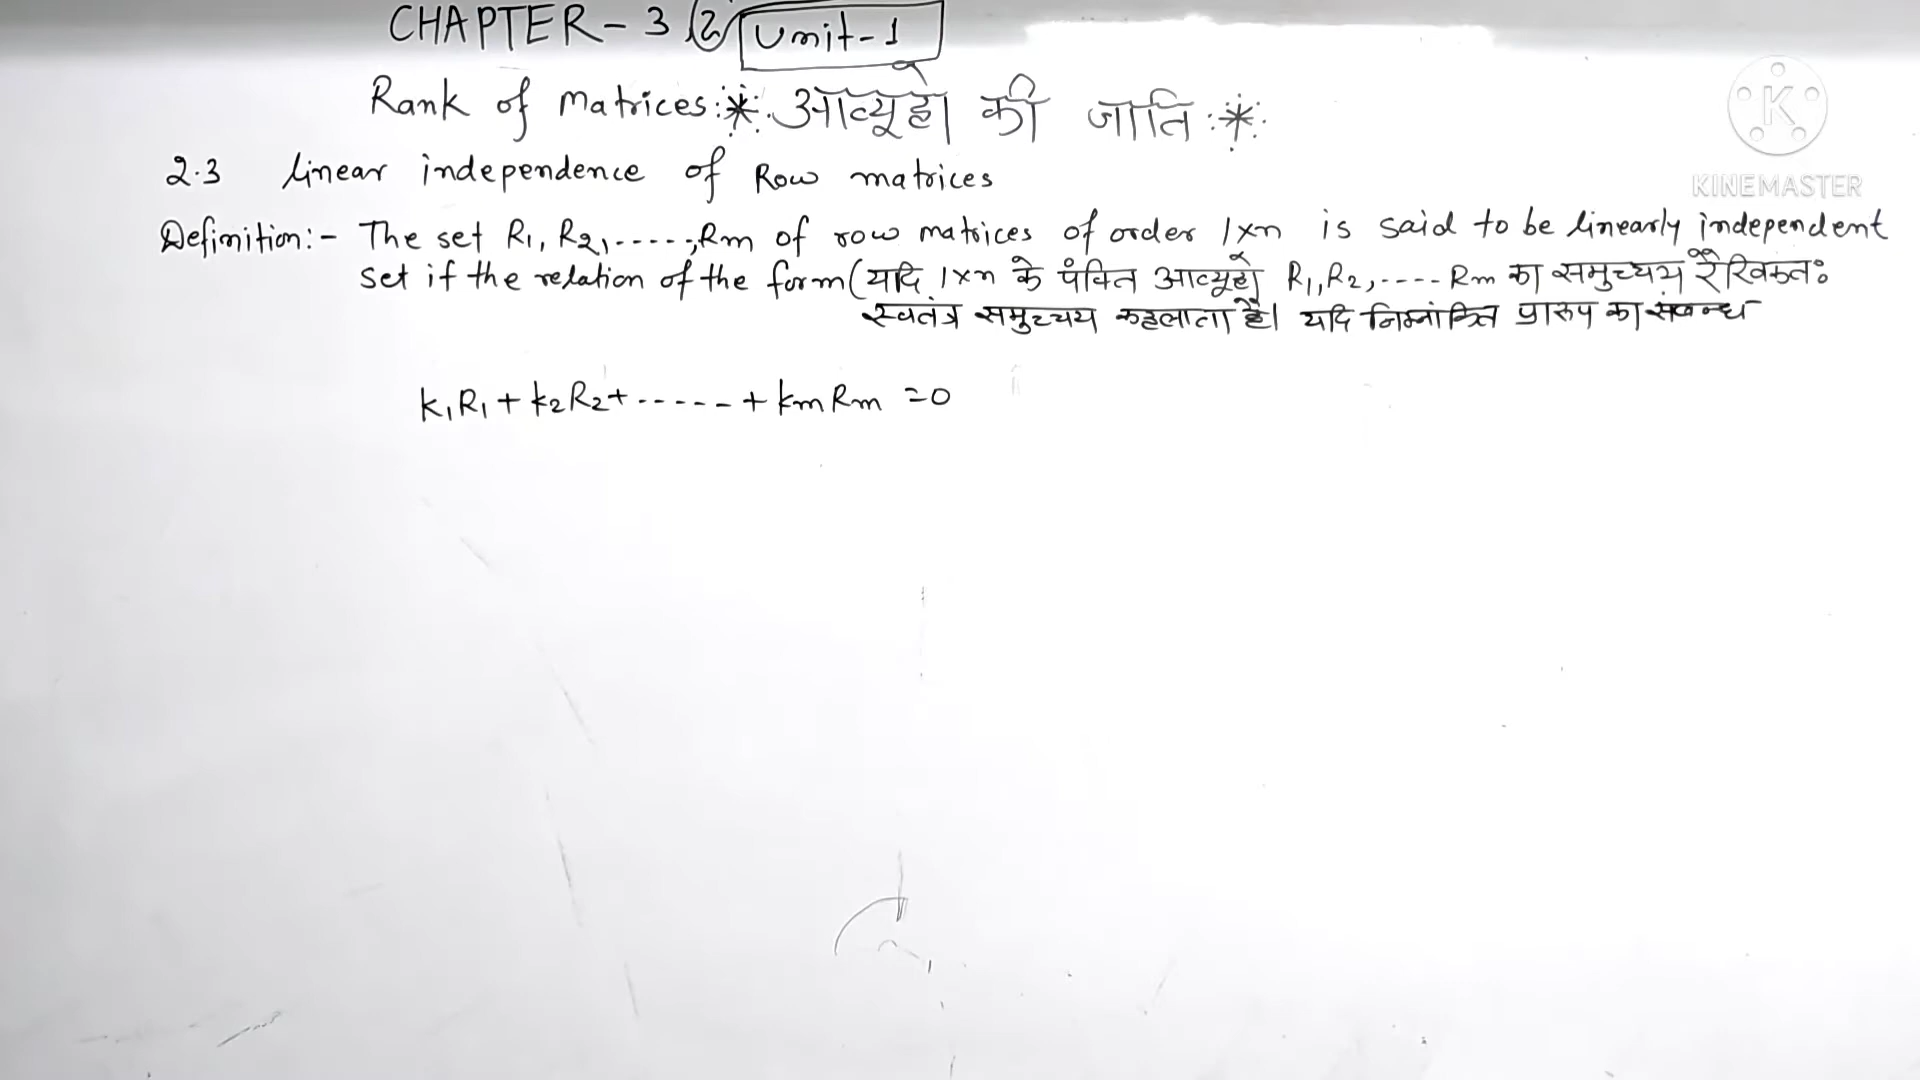 CHAPTER - 3 (2) Unit - 1
Rank of matrices:* आव्यूहों की जाति :*:
KINEMASTER
2.3 linear independence of Row matrices
Definition:- The set R₁, R₂, ....., Rm of row matrices of order 1×n is said to be linearly independent
set if the relation of the form (यदि 1×n के पंक्ति आव्यूहों R₁, R₂, ---- Rm का समुच्चय रैखिकतः
स्वतंत्र समुच्चय कहलाता है। यदि निम्नांकित प्रारूप का संबन्ध
k₁R₁ + k₂R₂ + ----- + kmRm = 0